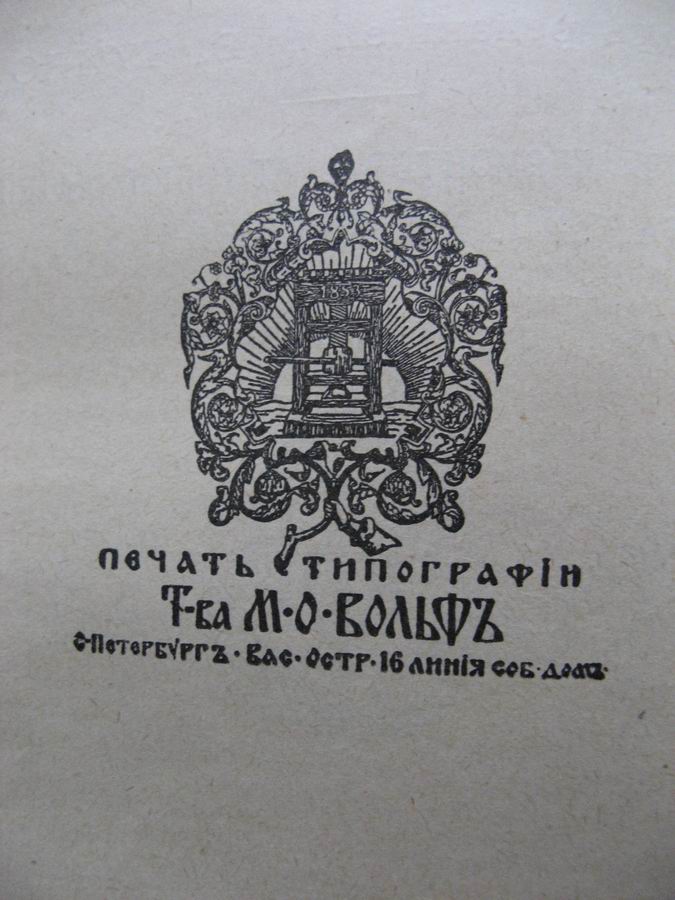 1853
ПЕЧАТЬ ТИПОГРАФІИ
Т-ва М·О·ВОЛЬФЪ
С-ПЕТЕРБУРГЪ · ВАС · ОСТР · 16 ЛИНІЯ СОБ · ДОМЪ·